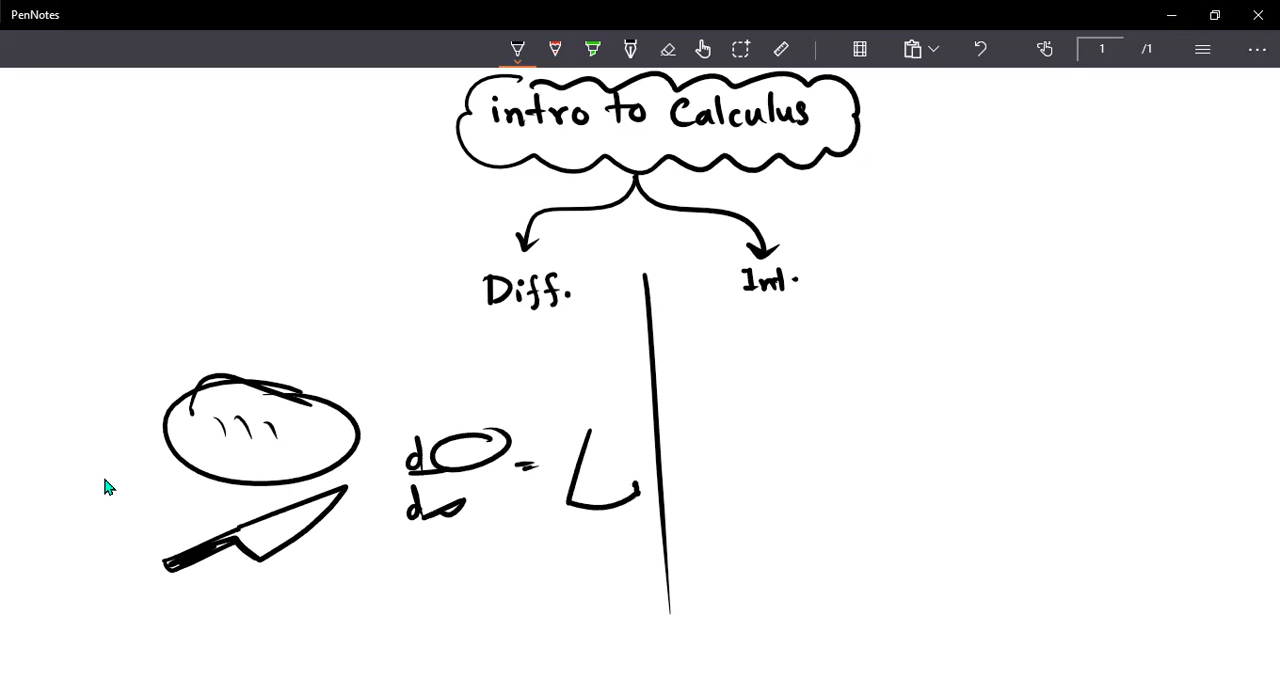 PenNotes
1 /1
intro to Calculus
Diff.
Int.
d =
d